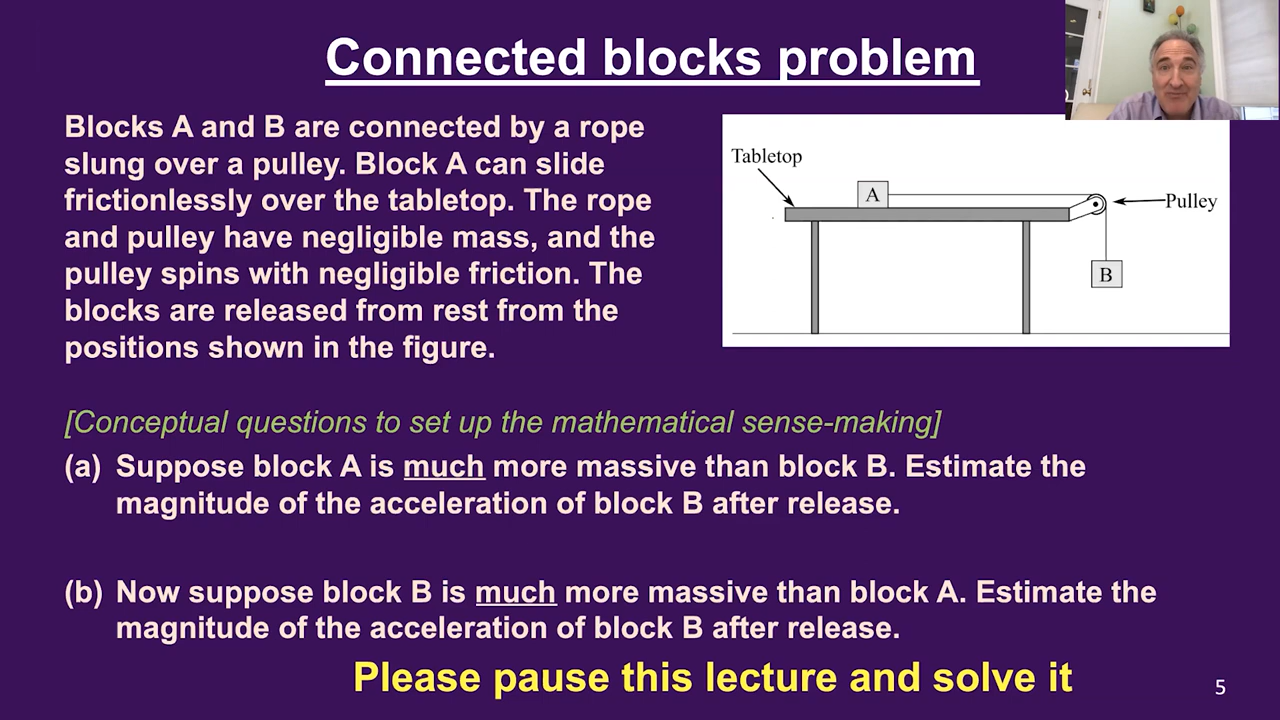 Connected blocks problem
Blocks A and B are connected by a rope
slung over a pulley. Block A can slide
frictionlessly over the tabletop. The rope
and pulley have negligible mass, and the
pulley spins with negligible friction. The
blocks are released from rest from the
positions shown in the figure.
Tabletop
A
Pulley
B
[Conceptual questions to set up the mathematical sense-making]
(a) Suppose block A is much more massive than block B. Estimate the
magnitude of the acceleration of block B after release.
(b) Now suppose block B is much more massive than block A. Estimate the
magnitude of the acceleration of block B after release.
Please pause this lecture and solve it
5